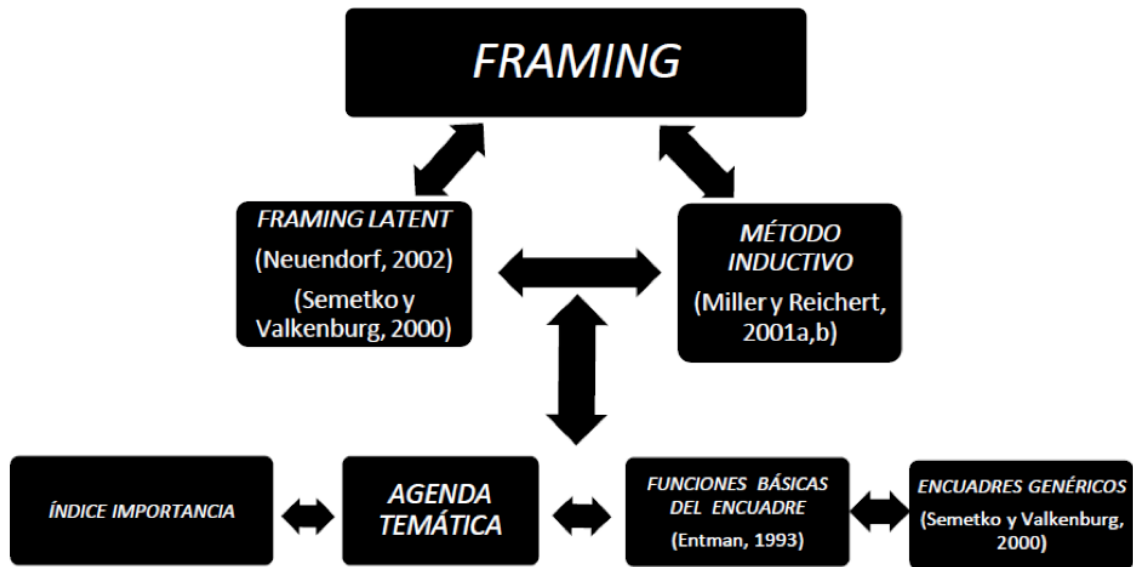 FRAMING
FRAMING LATENT
(Neuendorf, 2002)
(Semetko y
Valkenburg, 2000)
MÉTODO
INDUCTIVO
(Miller y Reichert,
2001a,b)
ÍNDICE IMPORTANCIA
AGENDA
TEMÁTICA
FUNCIONES BÁSICAS
DEL ENCUADRE
(Entman, 1993)
ENCUADRES GENÉRICOS
(Semetko y Valkenburg,
2000)